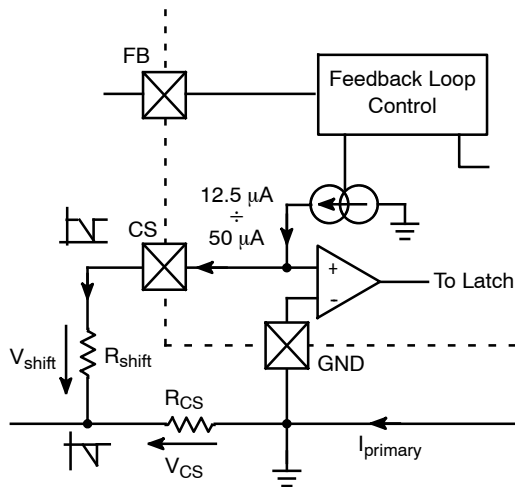 FB
Feedback Loop
Control
12.5 μA
÷
50 μA
CS
+
−
To Latch
GND
V_shift
R_shift
R_CS
V_CS
I_primary